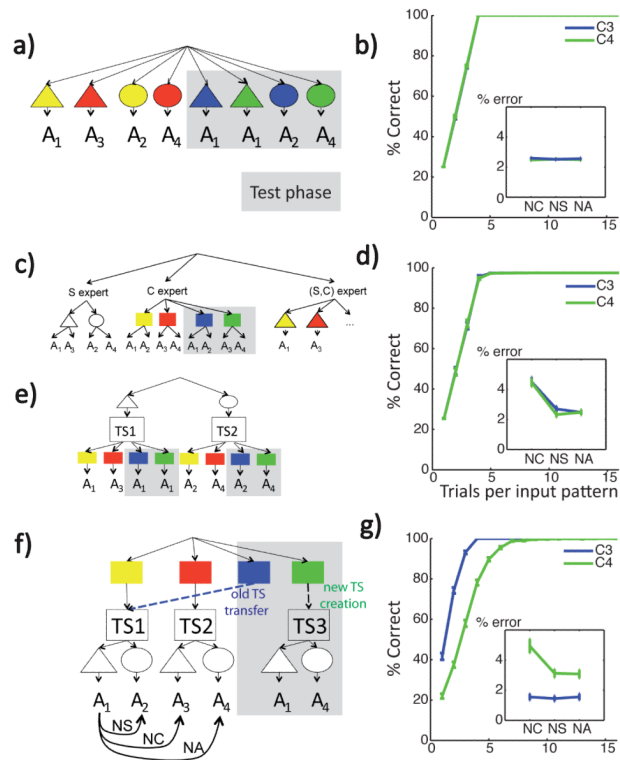 a)
A₁ A₃ A₂ A₄ A₁ A₁ A₂ A₄
Test phase
b)
C3
C4
% Correct
100
80
60
40
20
0
5 10 15
% error
4
2
0
NC NS NA
c)
S expert C expert (S,C) expert
...
A₁ A₃ A₂ A₄ A₁ A₂ A₃ A₄ A₁ A₂ A₃ A₄ A₁ A₃
d)
C3
C4
% Correct
100
80
60
40
20
0
5 10 15
Trials per input pattern
% error
4
2
0
NC NS NA
e)
TS1 TS2
A₁ A₃ A₁ A₁ A₂ A₄ A₂ A₄
f)
old TS
transfer
new TS
creation
TS1 TS2 TS3
A₁ A₂ A₃ A₄ A₁ A₄
NS
NC
NA
g)
C3
C4
% Correct
100
80
60
40
20
0
5 10 15
% error
4
2
0
NC NS NA